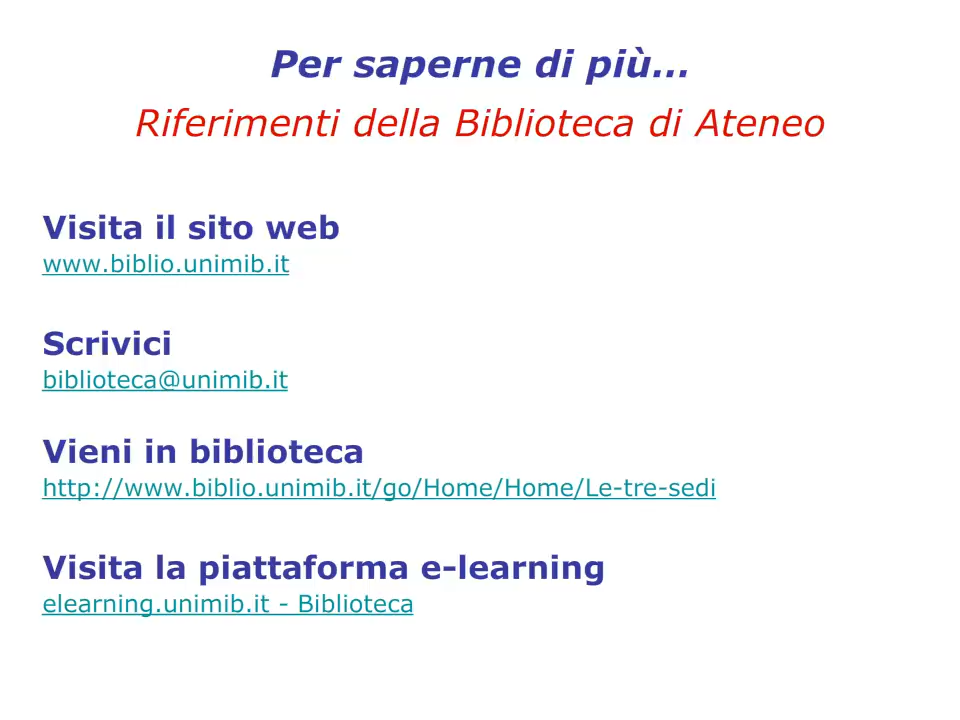 Per saperne di più…
Riferimenti della Biblioteca di Ateneo
Visita il sito web
www.biblio.unimib.it
Scrivici
biblioteca@unimib.it
Vieni in biblioteca
http://www.biblio.unimib.it/go/Home/Home/Le-tre-sedi
Visita la piattaforma e-learning
elearning.unimib.it - Biblioteca